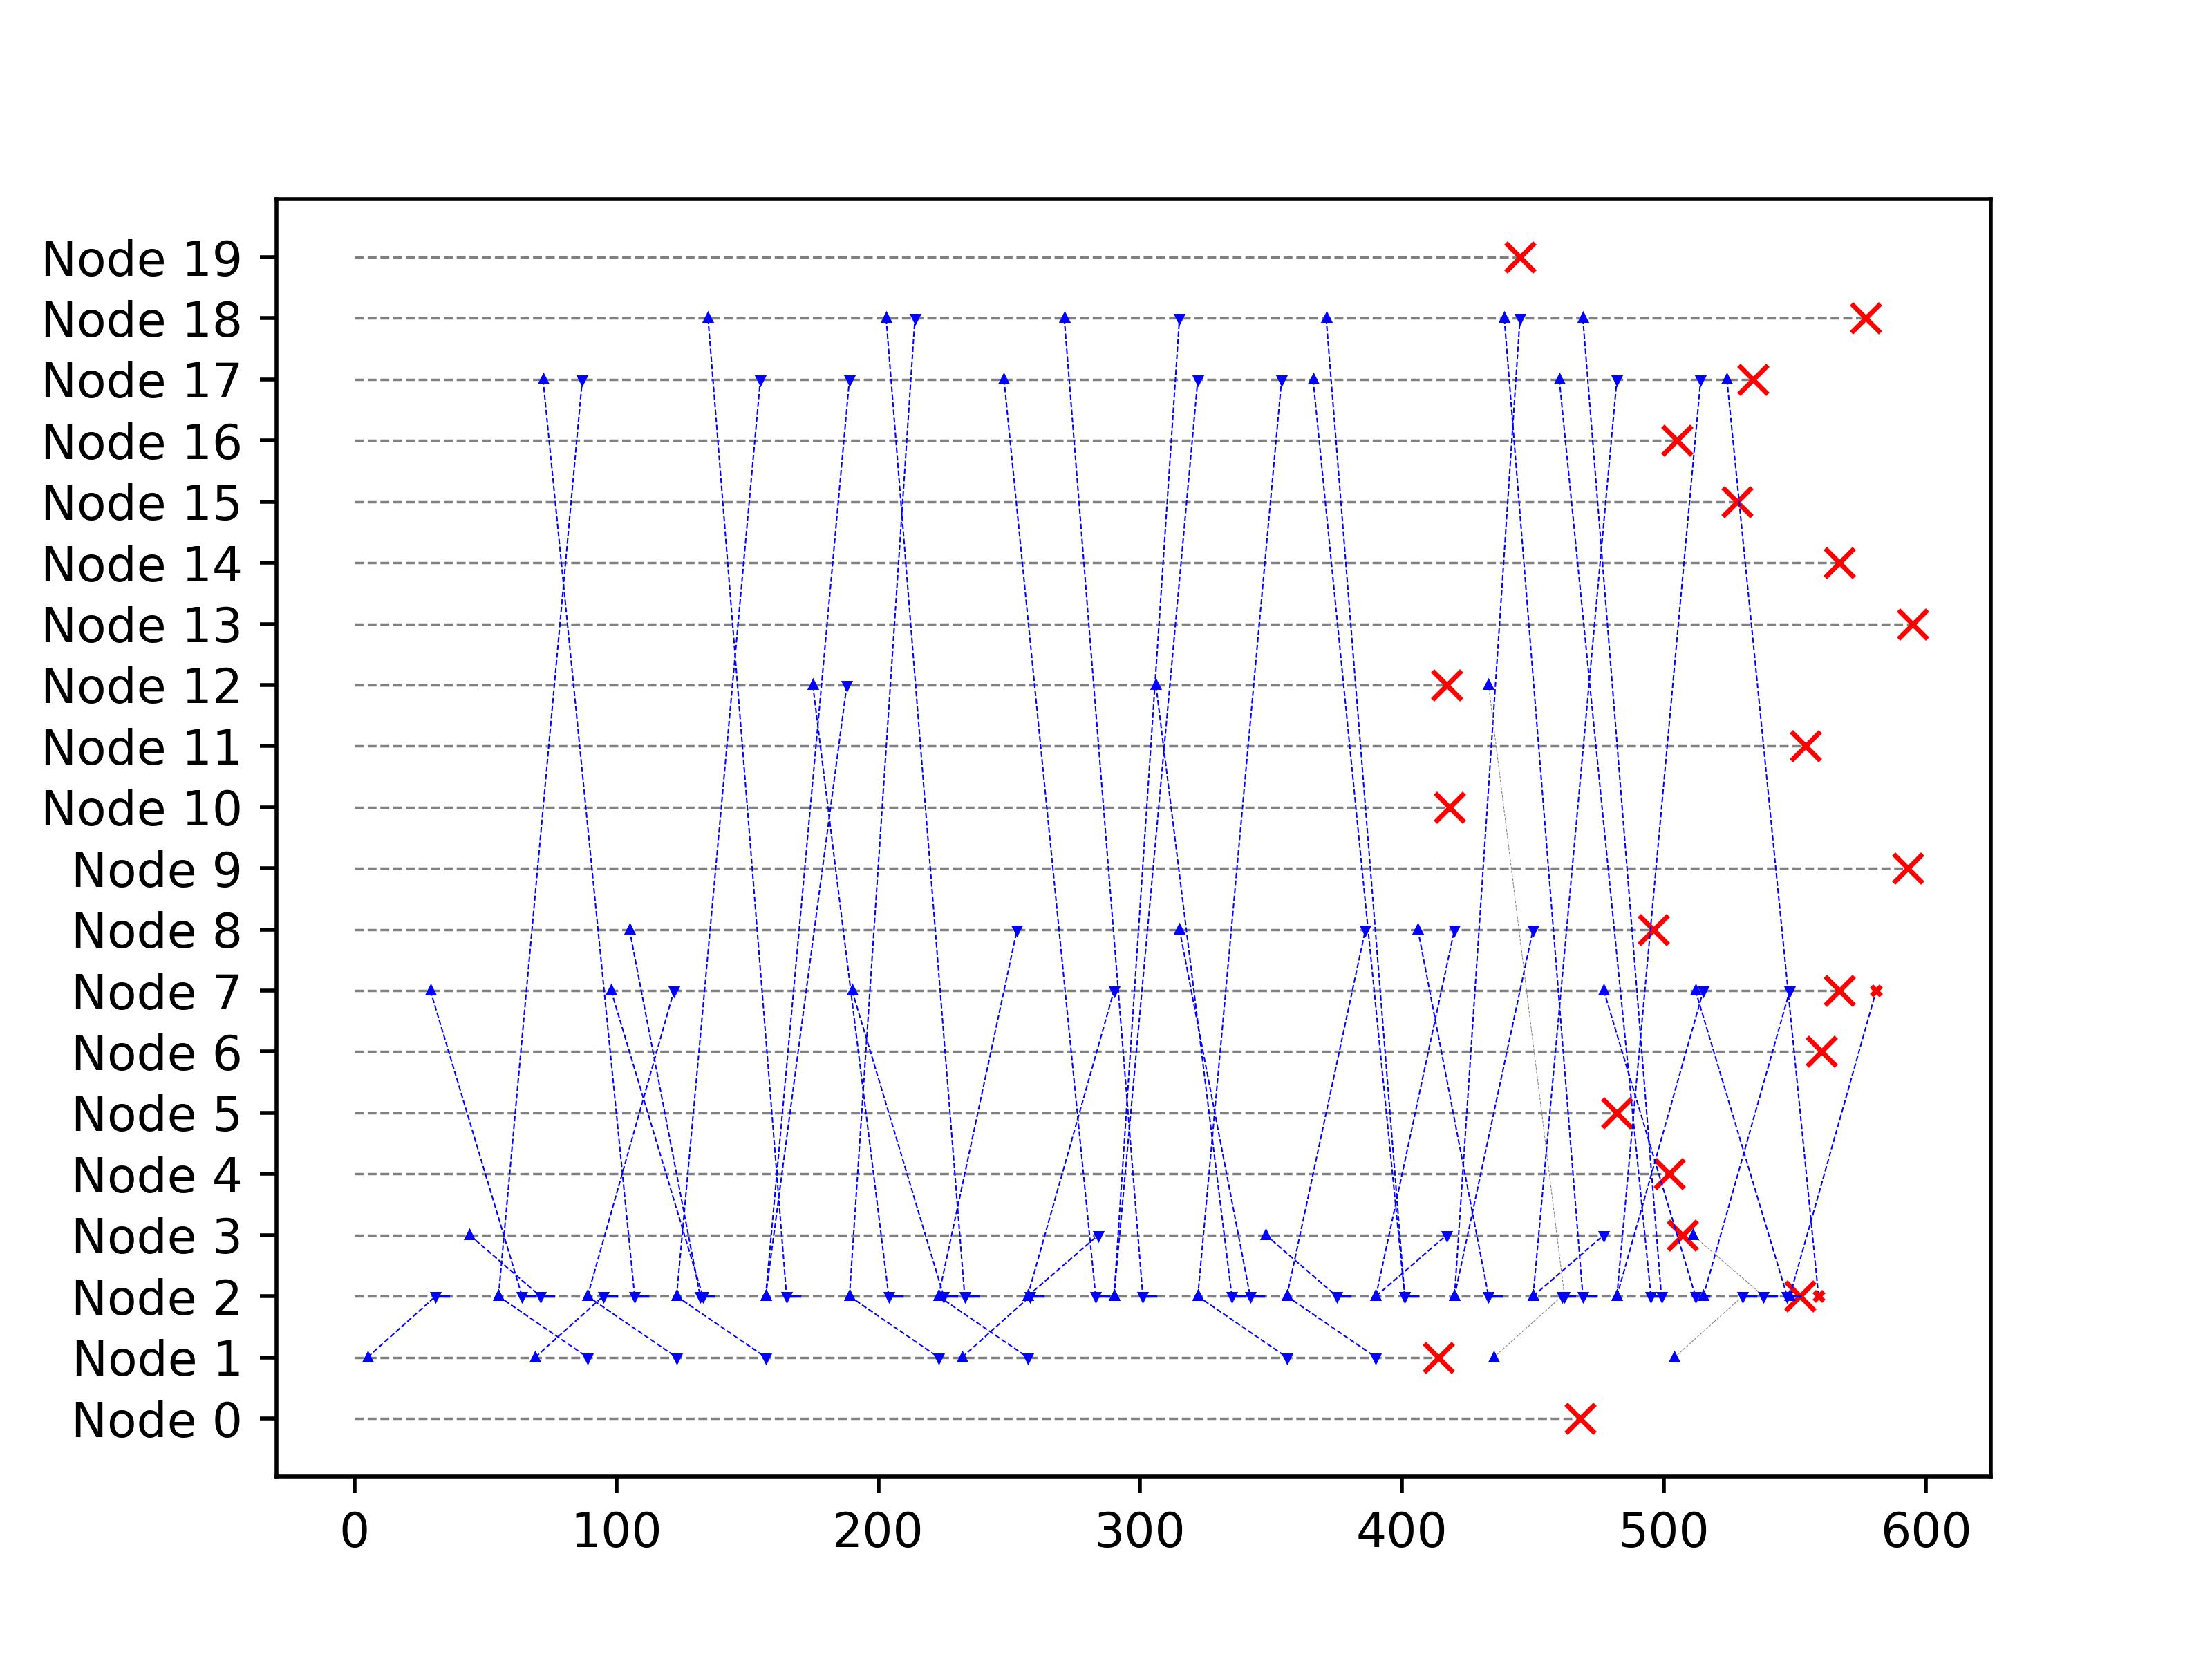 Node 19
Node 18
Node 17
Node 16
Node 15
Node 14
Node 13
Node 12
Node 11
Node 10
Node 9
Node 8
Node 7
Node 6
Node 5
Node 4
Node 3
Node 2
Node 1
Node 0
0 100 200 300 400 500 600